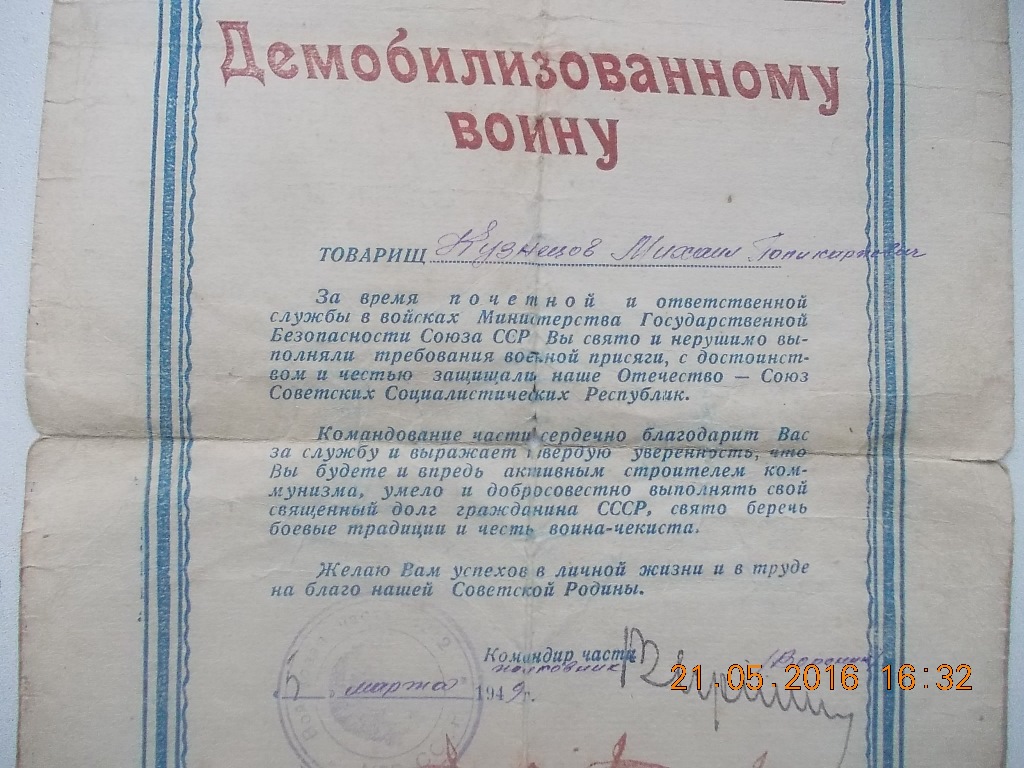 Демобилизованному
воину
ТОВАРИЩ Кузнецов Михаил Поликарпович
За время почетной и ответственной
службы в войсках Министерства Государственной
Безопасности Союза ССР Вы свято и нерушимо вы-
полняли требования военной присяги, с достоинст-
вом и честью защищали наше Отечество — Союз
Советских Социалистических Республик.
Командование части сердечно благодарит Вас
за службу и выражает твердую уверенность, что
Вы будете и впредь активным строителем ком-
мунизма, умело и добросовестно выполнять свой
священный долг гражданина СССР, свято беречь
боевые традиции и честь воина-чекиста.
Желаю Вам успехов в личной жизни и в труде
на благо нашей Советской Родины.
Командир части
полковник
марта 1949 г.
21.05.2016 16:32